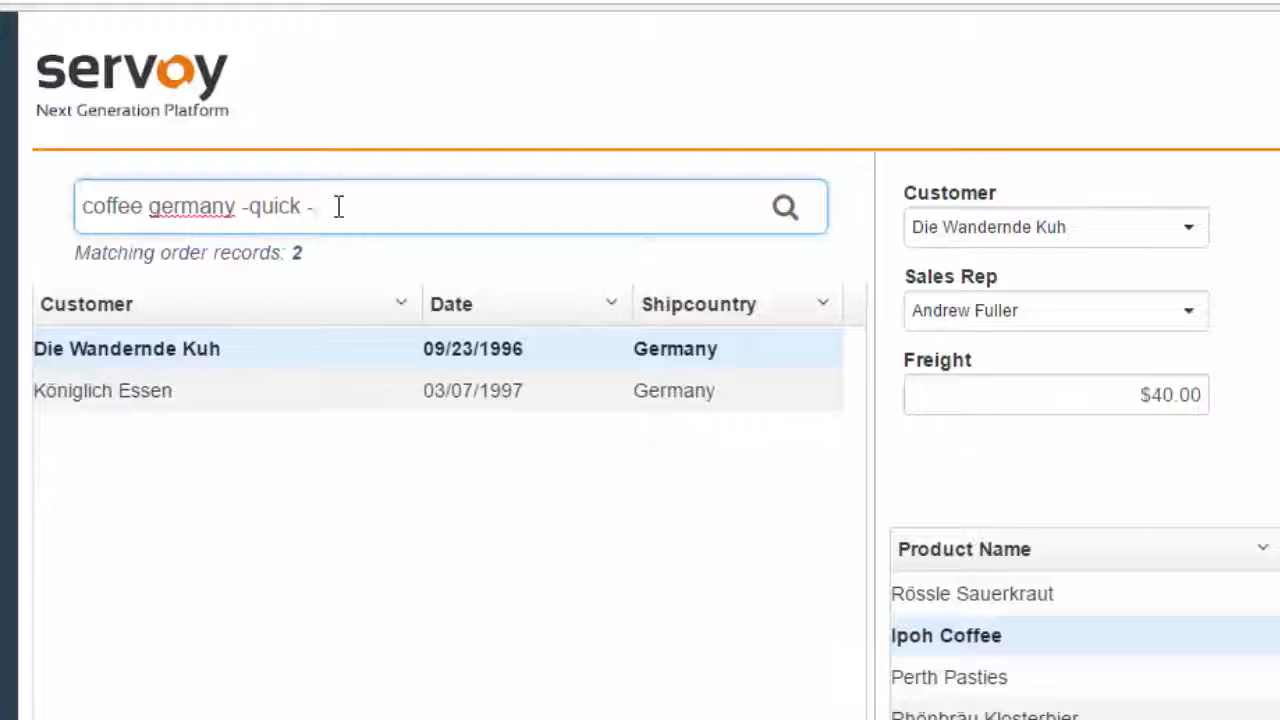 servoy
Next Generation Platform
coffee germany -quick -
Matching order records: 2
Customer Date Shipcountry
Die Wandernde Kuh 09/23/1996 Germany
Königlich Essen 03/07/1997 Germany
Customer
Die Wandernde Kuh
Sales Rep
Andrew Fuller
Freight
$40.00
Product Name
Rössle Sauerkraut
Ipoh Coffee
Perth Pasties
Rhönbräu Klosterbier